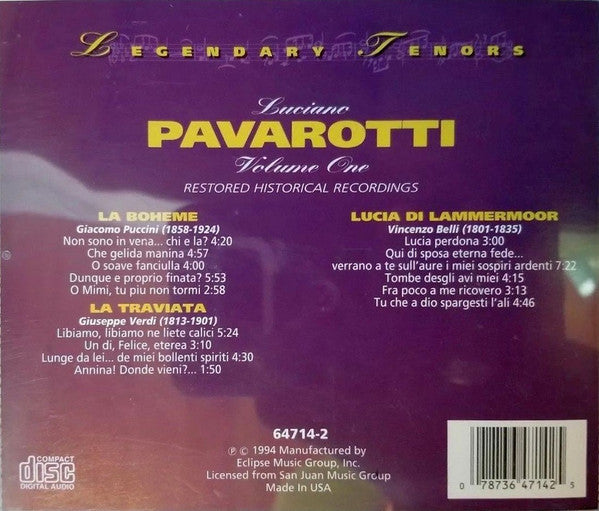 LEGENDARY TENORS
Luciano
PAVAROTTI
Volume One
RESTORED HISTORICAL RECORDINGS
LA BOHEME
Giacomo Puccini (1858-1924)
Non sono in vena... chi e la? 4:20
Che gelida manina 4:57
O soave fanciulla 4:00
Dunque e proprio finata? 5:53
O Mimi, tu piu non tormi 2:58
LA TRAVIATA
Giuseppe Verdi (1813-1901)
Libiamo, libiamo ne liete calici 5:24
Un di, Felice, eterea 3:10
Lunge da lei... de miei bollenti spiriti 4:30
Annina! Donde vieni?... 1:50
LUCIA DI LAMMERMOOR
Vincenzo Belli (1801-1835)
Lucia perdona 3:00
Qui di sposa eterna fede...
verrano a te sull'aure i miei sospiri ardenti 7:22
Tombe desgli avi miei 4:15
Fra poco a me ricovero 3:13
Tu che a dio spargesti l'ali 4:46
COMPACT
disc
DIGITAL AUDIO
64714-2
℗ © 1994 Manufactured by
Eclipse Music Group, Inc.
Licensed from San Juan Music Group
Made In USA
0 78736 47142 5